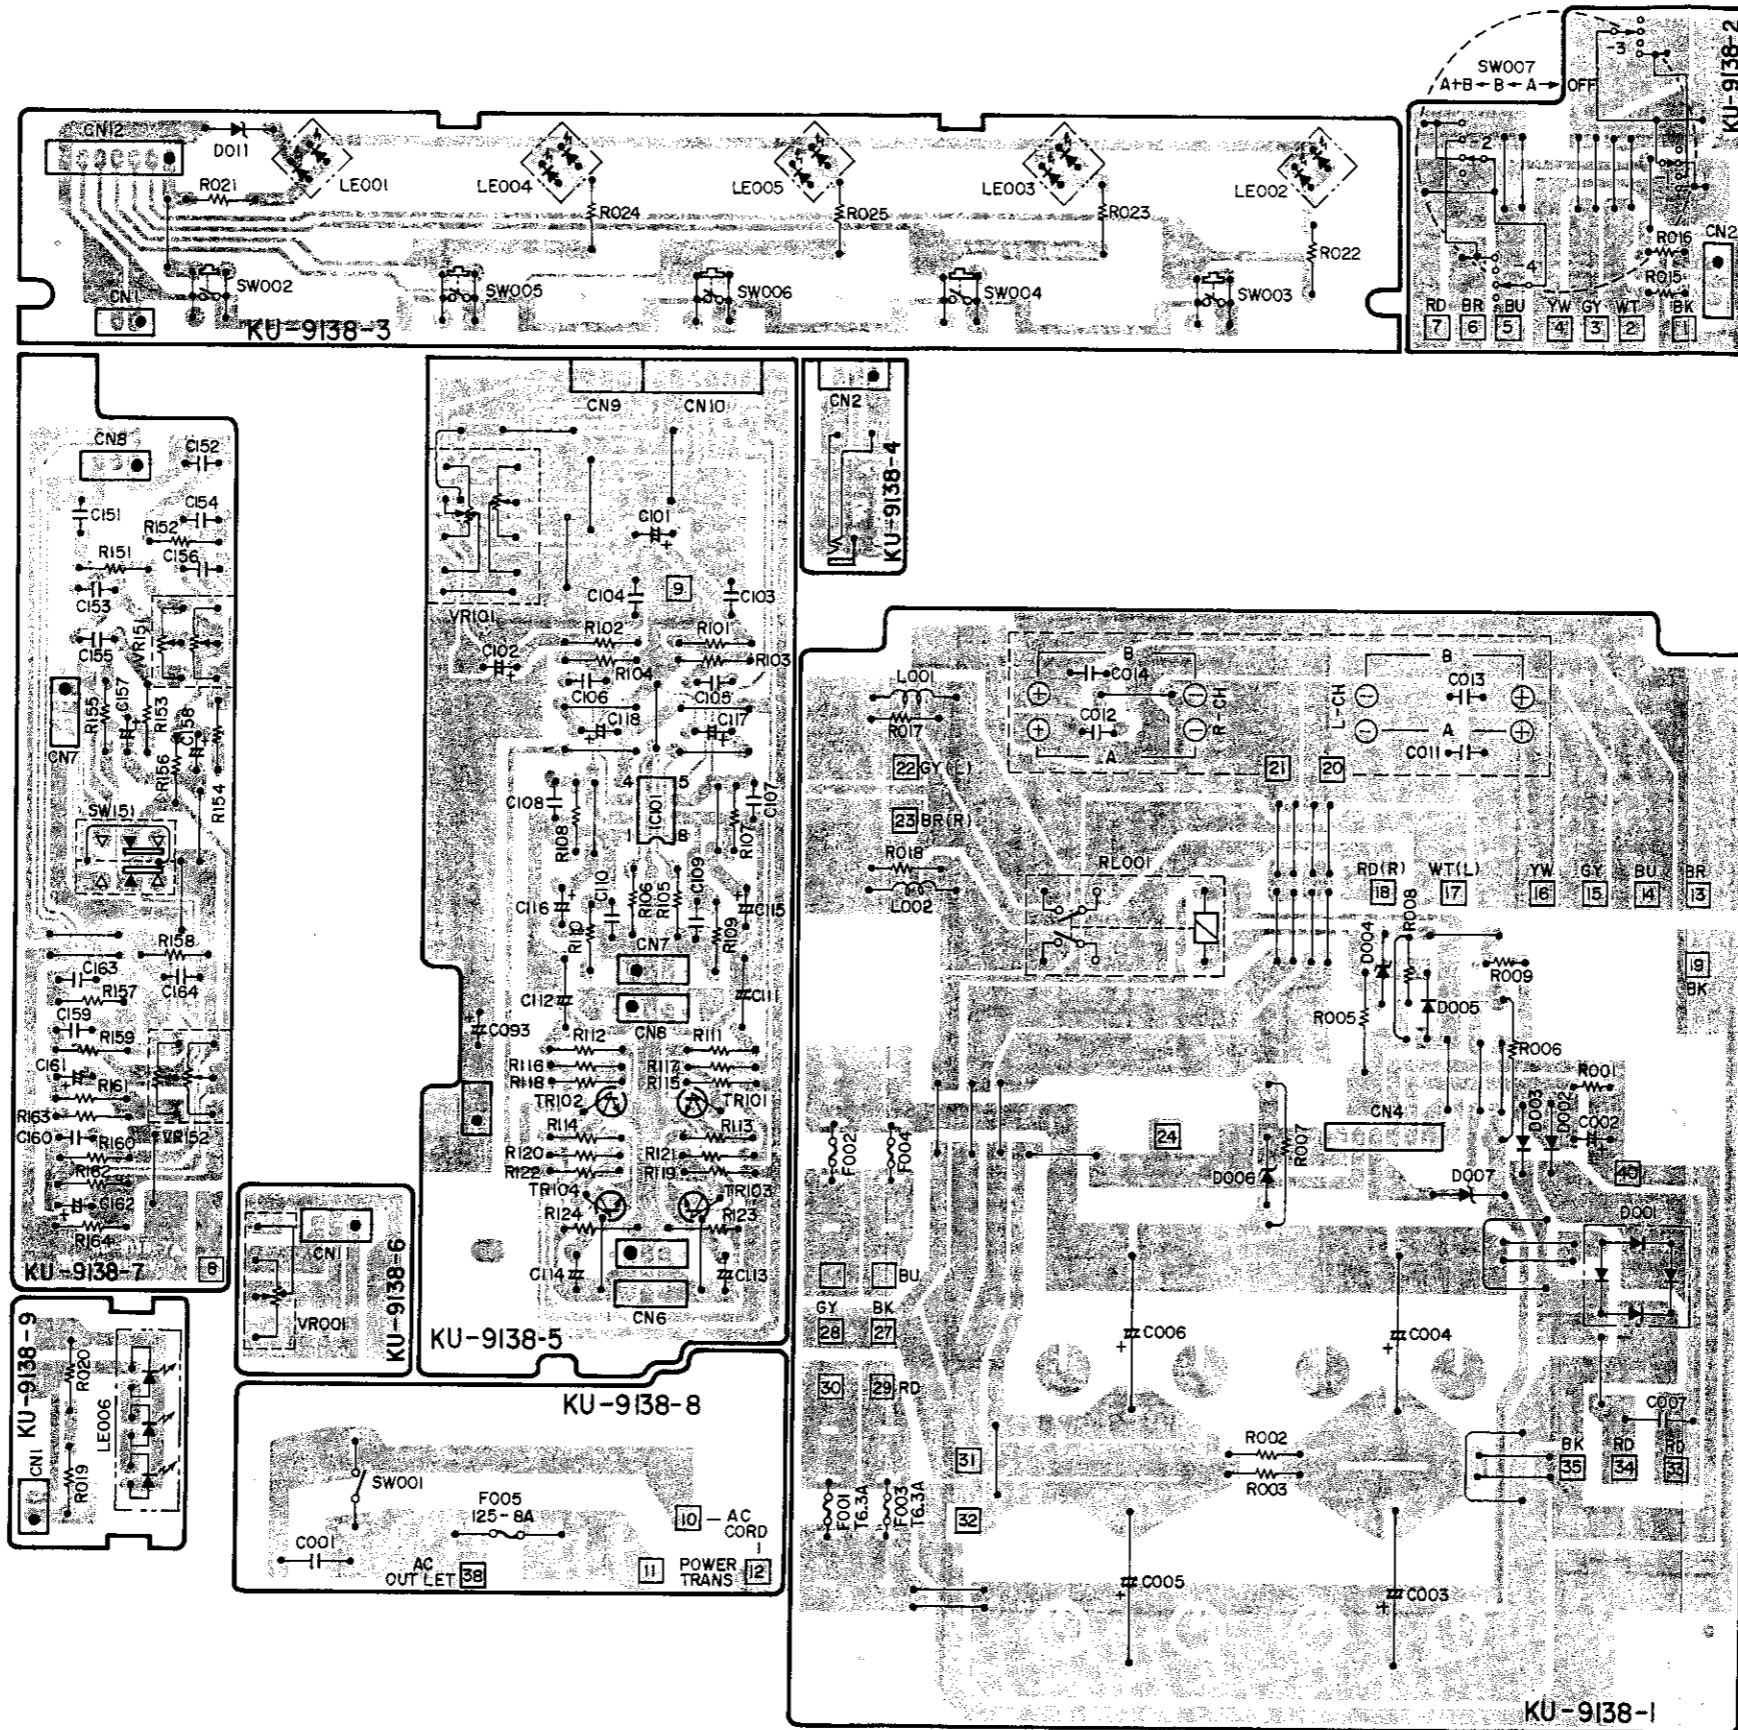 SW007
A+B←B←A→OFF
-3
2
1
-4
R016
R015
CN2
RD BR BU YW GY WT BK
7 6 5 4 3 2 1
KU-9138-2
CN12
D011
R021
LE001
LE004
LE005
LE003
LE002
R024
R025
R023
R022
SW002
SW005
SW006
SW004
SW003
CN1
KU-9138-3
CN8
C152
C151
C154
R152
R151
C156
C153
C155
VR151
C157
R155
R153
C158
R156
R154
CN7
SW151
R158
C163
R157
C164
C159
R159
C161
R161
R163
C160
R160
VR152
R162
C162
R164
KU-9138-7
8
CN9
CN10
C101
9
VR101
C104
C103
R102
R101
C102
R104
R103
C106
C105
C118
C117
4
5
C108
R108
IC101
R107
C107
1
8
C116
C110
R106
R105
C109
C115
R110
R109
CN7
C112
CN8
C111
C093
R112
R111
R116
R117
R118
R115
TR102
TR101
R114
R113
R120
R121
R122
R119
TR104
TR103
R124
R123
C114
C113
CN6
KU-9138-5
CN2
KU-9138-4
CN11
VR001
KU-9138-6
KU-9138-9
R020
LE006
CN1
R019
KU-9138-8
SW001
F005
125-8A
C001
AC
OUT LET 38
10 — AC
CORD
11
POWER
TRANS 12
L001
R017
22 GY(L)
23 BR(R)
R018
L002
B
C014
C012
A
R-CH
L-CH
B
C013
A
C011
21
20
RL001
RD(R)
18
WT(L)
17
YW
16
GY
15
BU
14
BR
13
19
BK
D004
R008
R009
R005
D005
R006
R001
D003
D002
C002
CN4
F002
F004
24
R007
D006
D007
40
D001
BU
GY
28
BK
27
30
29 RD
C006
C004
C007
R002
R003
31
32
BK
35
RD
34
RD
33
F001
T6.3A
F003
T6.3A
C005
C003
KU-9138-1